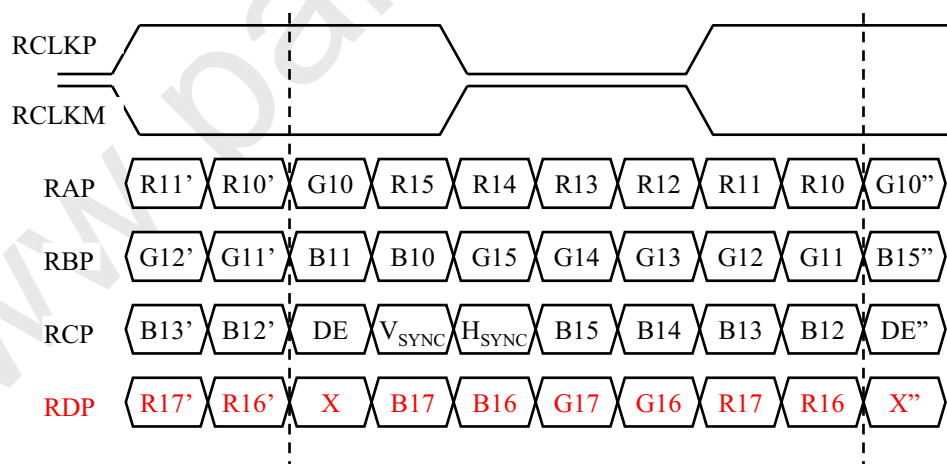 RCLKP
RCLKM
RAP R11’ R10’ G10 R15 R14 R13 R12 R11 R10 G10”
RBP G12’ G11’ B11 B10 G15 G14 G13 G12 G11 B15”
RCP B13’ B12’ DE VSYNC HSYNC B15 B14 B13 B12 DE”
RDP R17’ R16’ X B17 B16 G17 G16 R17 R16 X”